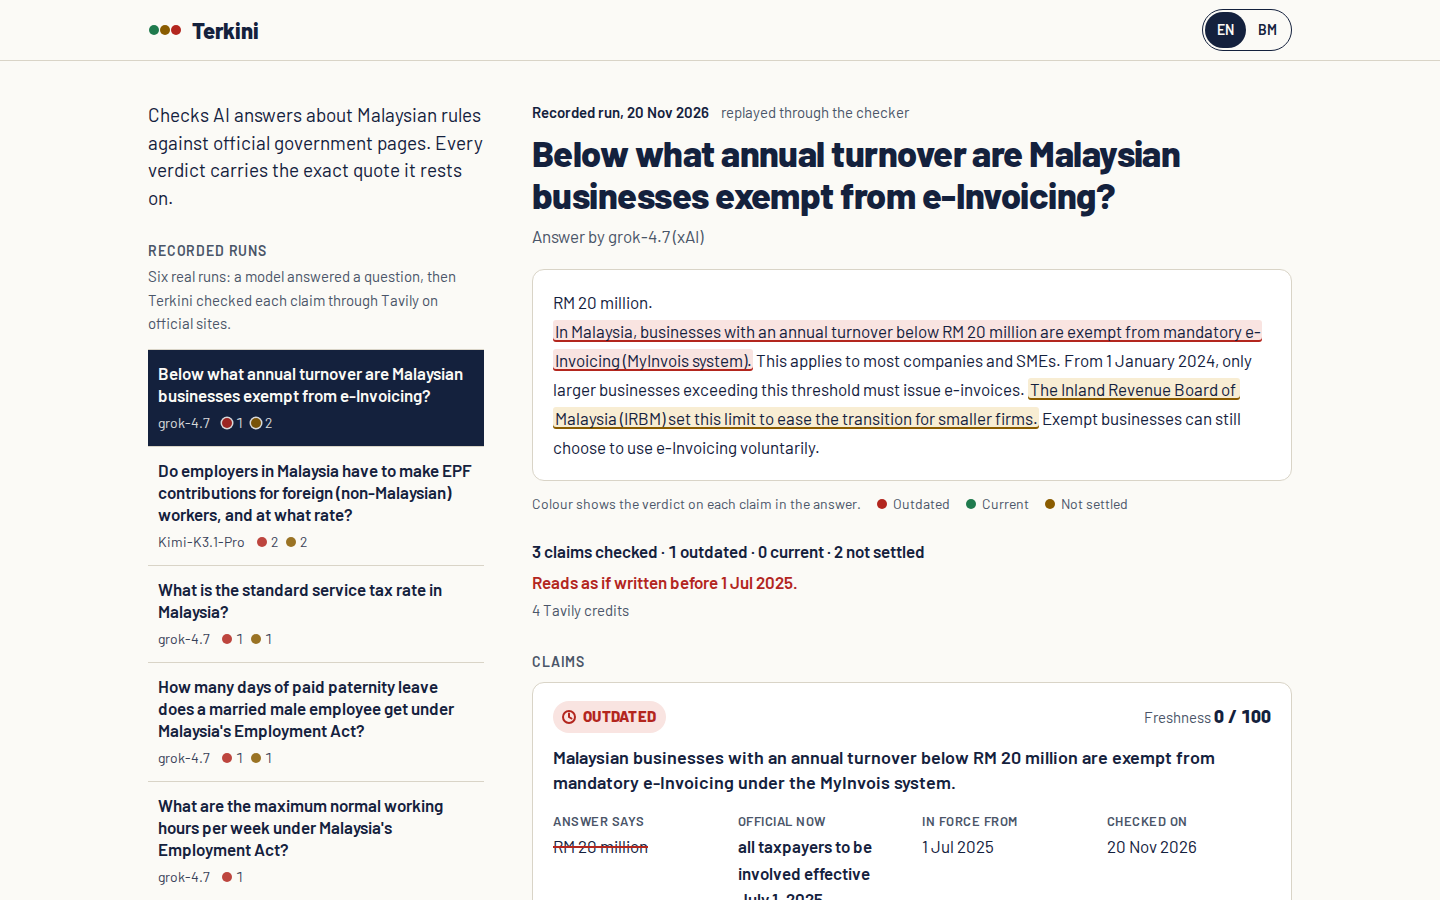 Terkini
EN BM
Checks AI answers about Malaysian rules
against official government pages. Every
verdict carries the exact quote it rests
on.
RECORDED RUNS
Six real runs: a model answered a question, then
Terkini checked each claim through Tavily on
official sites.
Below what annual turnover are Malaysian
businesses exempt from e-Invoicing?
grok-4.7 1 2
Do employers in Malaysia have to make EPF
contributions for foreign (non-Malaysian)
workers, and at what rate?
Kimi-K3.1-Pro 2 2
What is the standard service tax rate in
Malaysia?
grok-4.7 1 1
How many days of paid paternity leave
does a married male employee get under
Malaysia's Employment Act?
grok-4.7 1 1
What are the maximum normal working
hours per week under Malaysia's
Employment Act?
grok-4.7 1
Recorded run, 20 Nov 2026 replayed through the checker
Below what annual turnover are Malaysian
businesses exempt from e-Invoicing?
Answer by grok-4.7 (xAI)
RM 20 million.
In Malaysia, businesses with an annual turnover below RM 20 million are exempt from mandatory e-
Invoicing (MyInvois system). This applies to most companies and SMEs. From 1 January 2024, only
larger businesses exceeding this threshold must issue e-invoices. The Inland Revenue Board of
Malaysia (IRBM) set this limit to ease the transition for smaller firms. Exempt businesses can still
choose to use e-Invoicing voluntarily.
Colour shows the verdict on each claim in the answer. Outdated Current Not settled
3 claims checked · 1 outdated · 0 current · 2 not settled
Reads as if written before 1 Jul 2025.
4 Tavily credits
CLAIMS
OUTDATED Freshness 0 / 100
Malaysian businesses with an annual turnover below RM 20 million are exempt from
mandatory e-Invoicing under the MyInvois system.
ANSWER SAYS OFFICIAL NOW IN FORCE FROM CHECKED ON
RM 20 million all taxpayers to be 1 Jul 2025 20 Nov 2026
involved effective
July 1, 2025